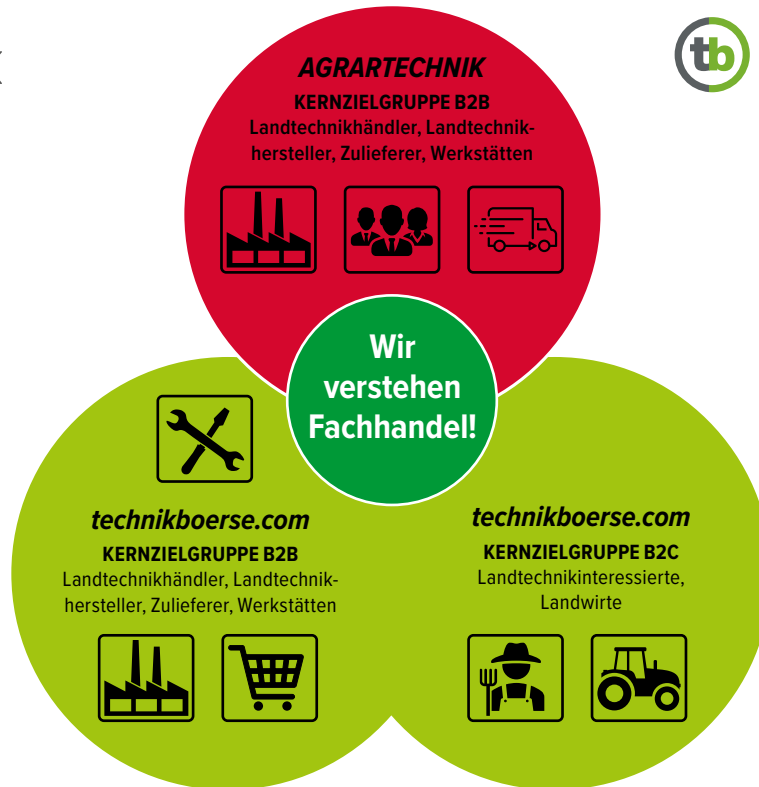 tb
AGRARTECHNIK
KERNZIELGRUPPE B2B
Landtechnikhändler, Landtechnik-
hersteller, Zulieferer, Werkstätten
Wir
verstehen
Fachhandel!
technikboerse.com
KERNZIELGRUPPE B2B
Landtechnikhändler, Landtechnik-
hersteller, Zulieferer, Werkstätten
technikboerse.com
KERNZIELGRUPPE B2C
Landtechnikinteressierte,
Landwirte